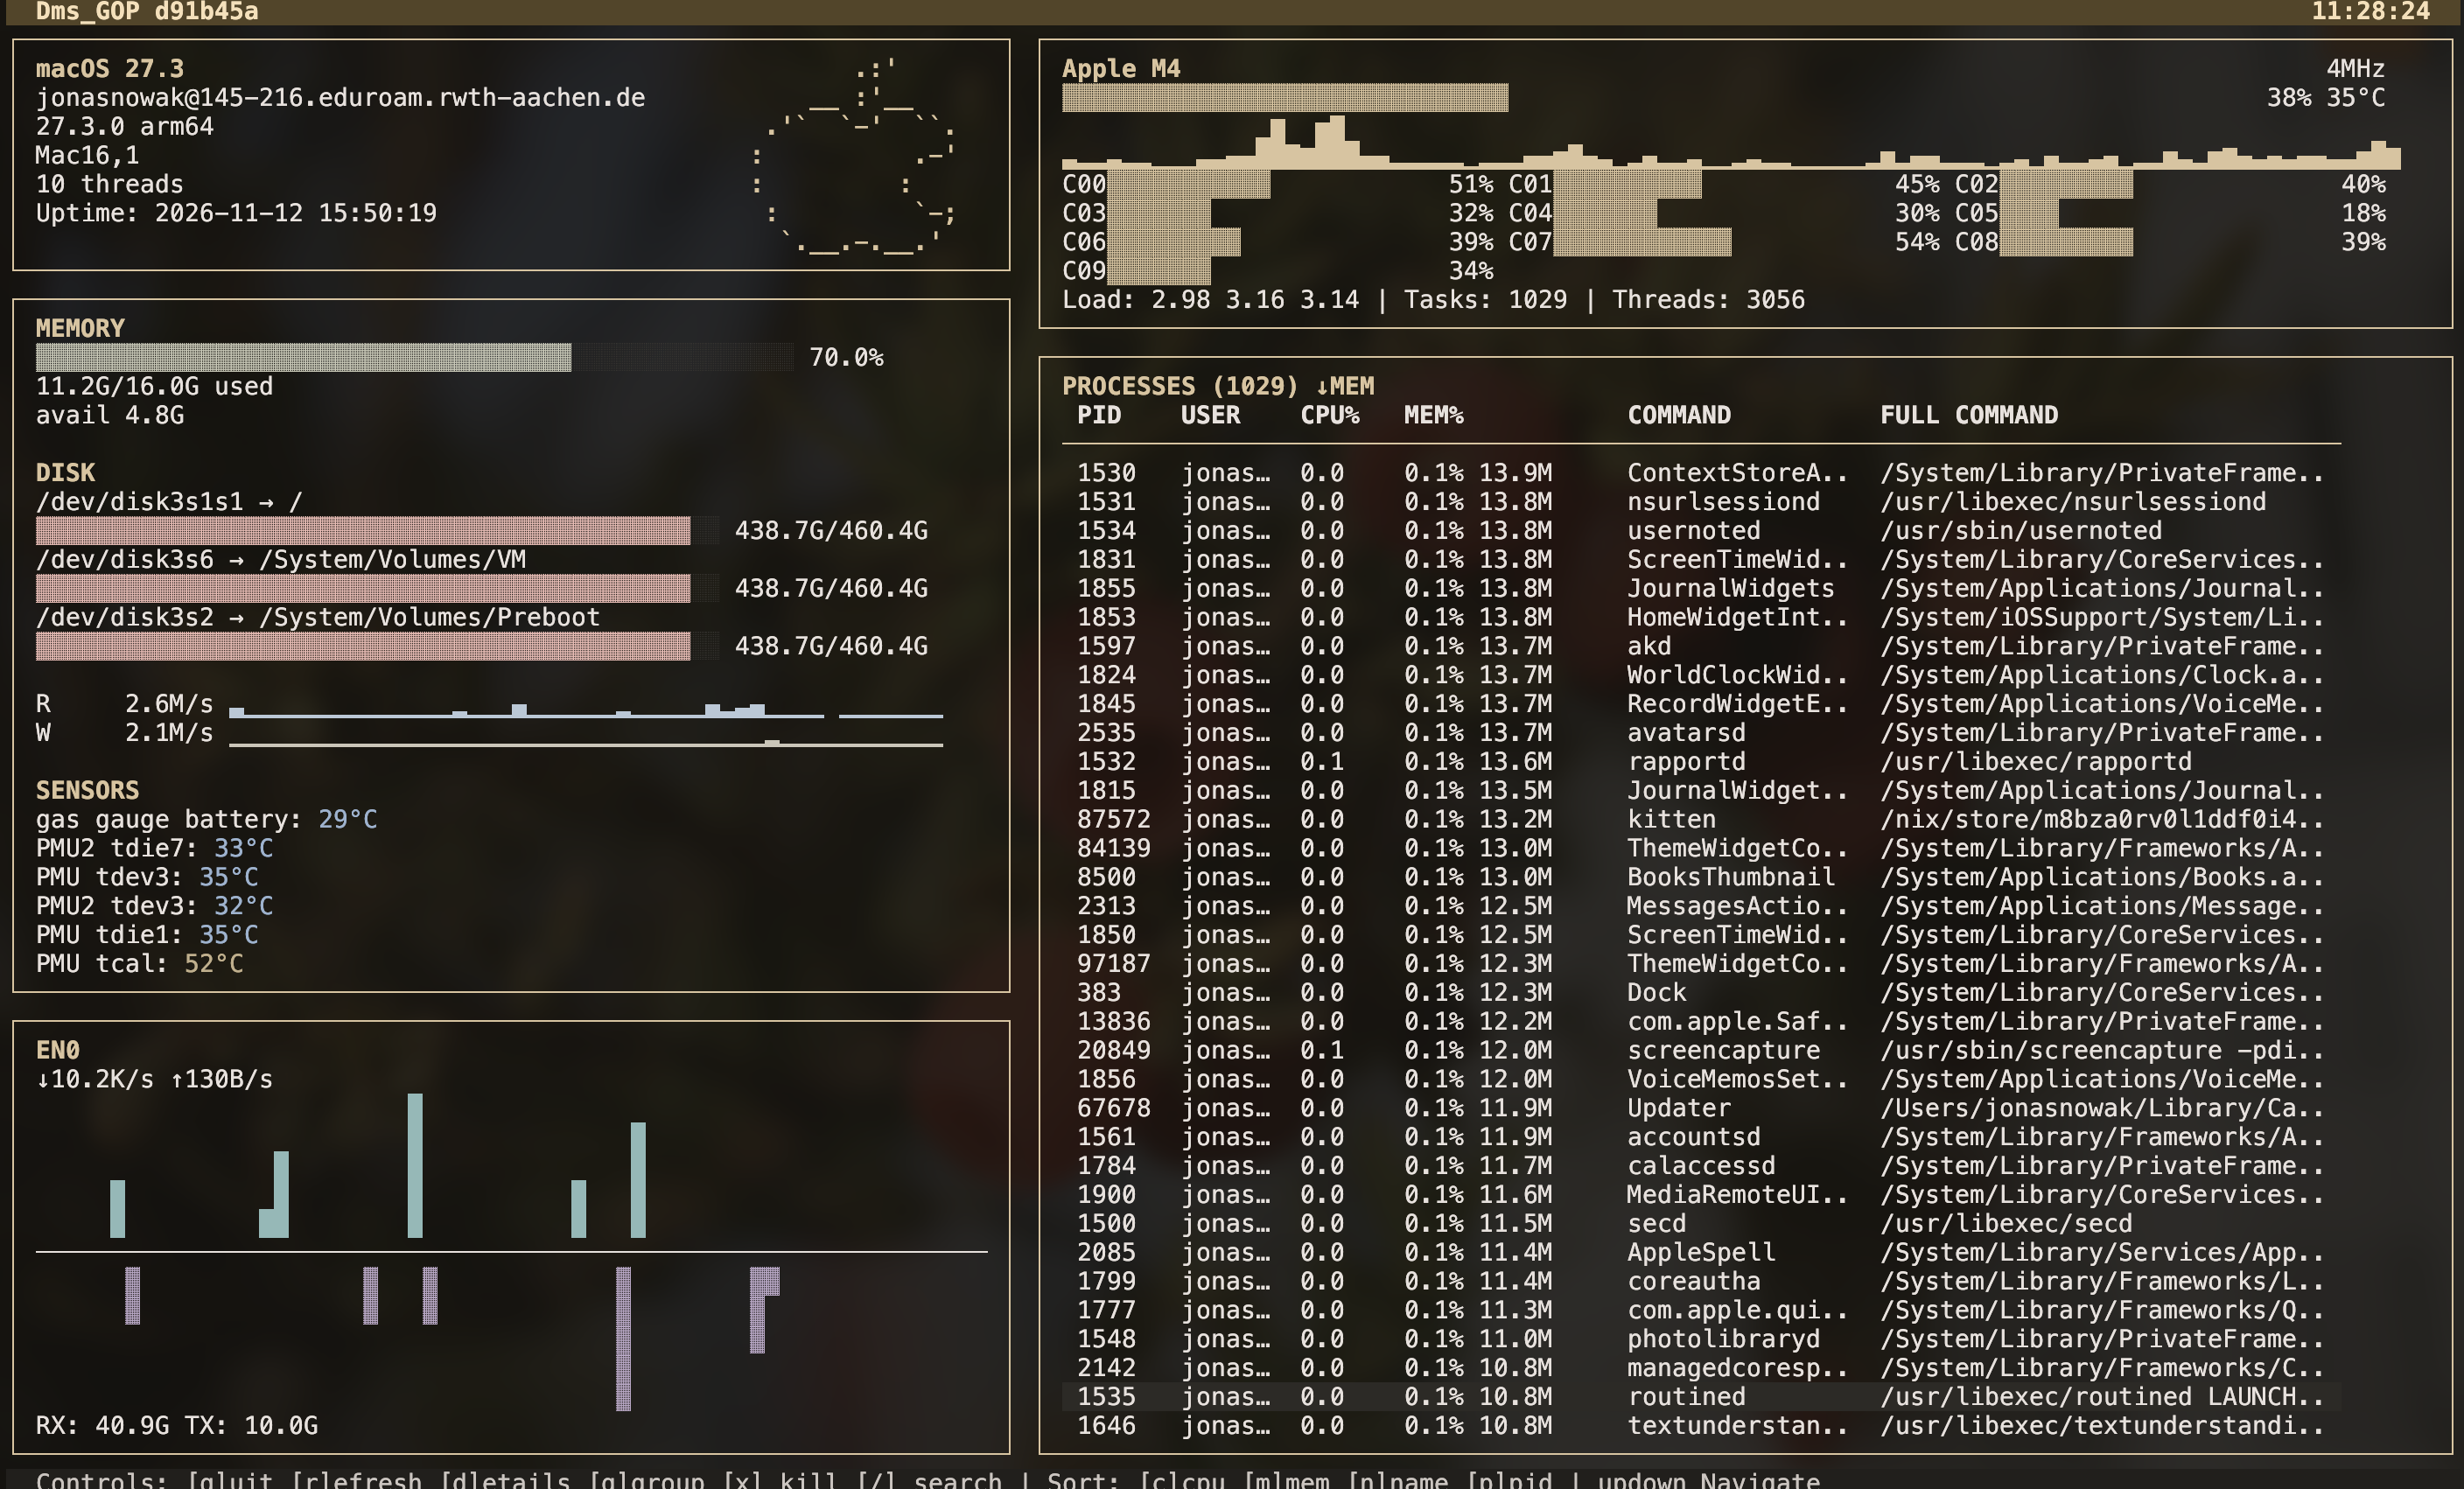 Dms_GOP d91b45a 11:28:24
macOS 27.3
jonasnowak@145-216.eduroam.rwth-aachen.de
27.3.0 arm64
Mac16,1
10 threads
Uptime: 2026-11-12 15:50:19
MEMORY
70.0%
11.2G/16.0G used
avail 4.8G
DISK
/dev/disk3s1s1 → /
438.7G/460.4G
/dev/disk3s6 → /System/Volumes/VM
438.7G/460.4G
/dev/disk3s2 → /System/Volumes/Preboot
438.7G/460.4G
R 2.6M/s
W 2.1M/s
SENSORS
gas gauge battery: 29°C
PMU2 tdie7: 33°C
PMU tdev3: 35°C
PMU2 tdev3: 32°C
PMU tdie1: 35°C
PMU tcal: 52°C
EN0
↓10.2K/s ↑130B/s
RX: 40.9G TX: 10.0G
Apple M4 4MHz
38% 35°C
C00 51% C01 45% C02 40%
C03 32% C04 30% C05 18%
C06 39% C07 54% C08 39%
C09 34%
Load: 2.98 3.16 3.14 | Tasks: 1029 | Threads: 3056
PROCESSES (1029) ↓MEM
PID USER CPU% MEM% COMMAND FULL COMMAND
1530 jonas… 0.0 0.1% 13.9M ContextStoreA.. /System/Library/PrivateFrame..
1531 jonas… 0.0 0.1% 13.8M nsurlsessiond /usr/libexec/nsurlsessiond
1534 jonas… 0.0 0.1% 13.8M usernoted /usr/sbin/usernoted
1831 jonas… 0.0 0.1% 13.8M ScreenTimeWid.. /System/Library/CoreServices..
1855 jonas… 0.0 0.1% 13.8M JournalWidgets /System/Applications/Journal..
1853 jonas… 0.0 0.1% 13.8M HomeWidgetInt.. /System/iOSSupport/System/Li..
1597 jonas… 0.0 0.1% 13.7M akd /System/Library/PrivateFrame..
1824 jonas… 0.0 0.1% 13.7M WorldClockWid.. /System/Applications/Clock.a..
1845 jonas… 0.0 0.1% 13.7M RecordWidgetE.. /System/Applications/VoiceMe..
2535 jonas… 0.0 0.1% 13.7M avatarsd /System/Library/PrivateFrame..
1532 jonas… 0.1 0.1% 13.6M rapportd /usr/libexec/rapportd
1815 jonas… 0.0 0.1% 13.5M JournalWidget.. /System/Applications/Journal..
87572 jonas… 0.0 0.1% 13.2M kitten /nix/store/m8bza0rv0l1ddf0i4..
84139 jonas… 0.0 0.1% 13.0M ThemeWidgetCo.. /System/Library/Frameworks/A..
8500 jonas… 0.0 0.1% 13.0M BooksThumbnail /System/Applications/Books.a..
2313 jonas… 0.0 0.1% 12.5M MessagesActio.. /System/Applications/Message..
1850 jonas… 0.0 0.1% 12.5M ScreenTimeWid.. /System/Library/CoreServices..
97187 jonas… 0.0 0.1% 12.3M ThemeWidgetCo.. /System/Library/Frameworks/A..
383 jonas… 0.0 0.1% 12.3M Dock /System/Library/CoreServices..
13836 jonas… 0.0 0.1% 12.2M com.apple.Saf.. /System/Library/PrivateFrame..
20849 jonas… 0.1 0.1% 12.0M screencapture /usr/sbin/screencapture -pdi..
1856 jonas… 0.0 0.1% 12.0M VoiceMemosSet.. /System/Applications/VoiceMe..
67678 jonas… 0.0 0.1% 11.9M Updater /Users/jonasnowak/Library/Ca..
1561 jonas… 0.0 0.1% 11.9M accountsd /System/Library/Frameworks/A..
1784 jonas… 0.0 0.1% 11.7M calaccessd /System/Library/PrivateFrame..
1900 jonas… 0.0 0.1% 11.6M MediaRemoteUI.. /System/Library/CoreServices..
1500 jonas… 0.0 0.1% 11.5M secd /usr/libexec/secd
2085 jonas… 0.0 0.1% 11.4M AppleSpell /System/Library/Services/App..
1799 jonas… 0.0 0.1% 11.4M coreautha /System/Library/Frameworks/L..
1777 jonas… 0.0 0.1% 11.3M com.apple.qui.. /System/Library/Frameworks/Q..
1548 jonas… 0.0 0.1% 11.0M photolibraryd /System/Library/PrivateFrame..
2142 jonas… 0.0 0.1% 10.8M managedcoresp.. /System/Library/Frameworks/C..
1535 jonas… 0.0 0.1% 10.8M routined /usr/libexec/routined LAUNCH..
1646 jonas… 0.0 0.1% 10.8M textunderstan.. /usr/libexec/textunderstandi..
Controls: [q]uit [r]efresh [d]etails [g]group [x] kill [/] search | Sort: [c]cpu [m]mem [n]name [p]pid | updown Navigate